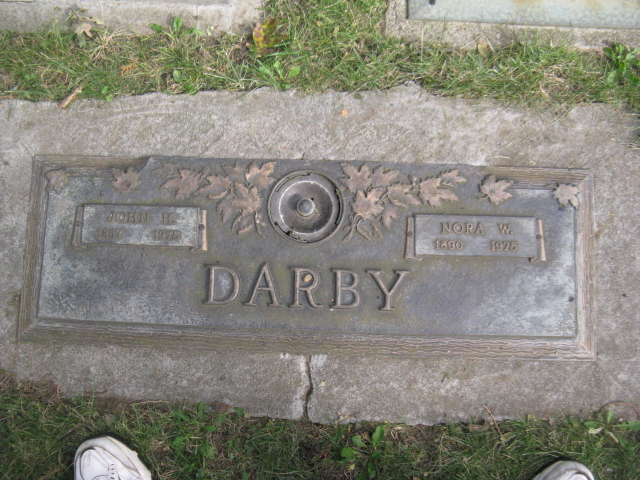 JOHN H.
NORA W.
1890 1975
DARBY